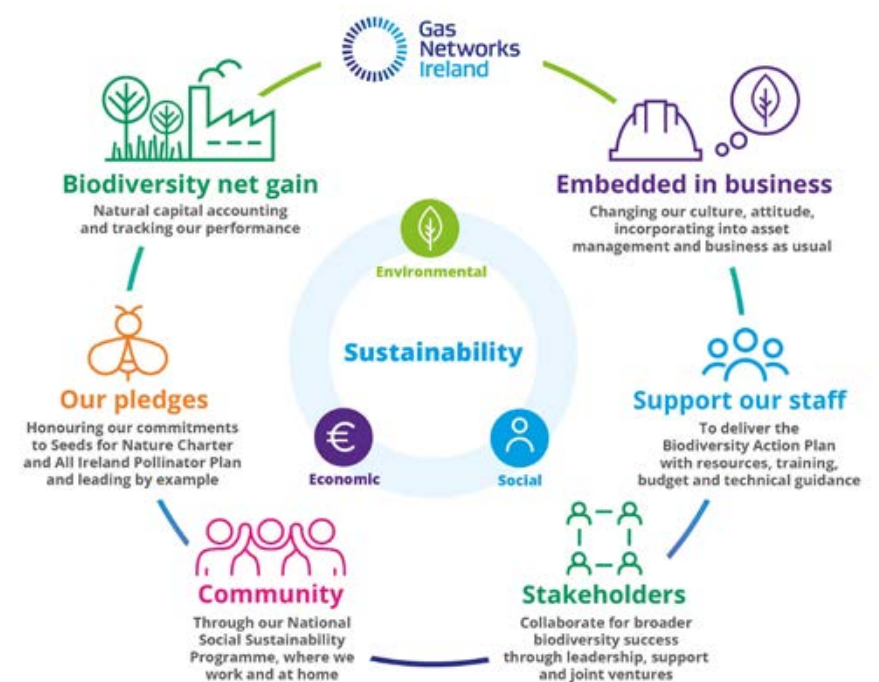 Gas
Networks
Ireland
Biodiversity net gain
Natural capital accounting
and tracking our performance
Embedded in business
Changing our culture, attitude,
incorporating into asset
management and business as usual
Environmental
Sustainability
€
Economic
Social
Our pledges
Honouring our commitments
to Seeds for Nature Charter
and All Ireland Pollinator Plan
and leading by example
Support our staff
To deliver the
Biodiversity Action Plan
with resources, training,
budget and technical guidance
Community
Through our National
Social Sustainability
Programme, where we
work and at home
Stakeholders
Collaborate for broader
biodiversity success
through leadership, support
and joint ventures